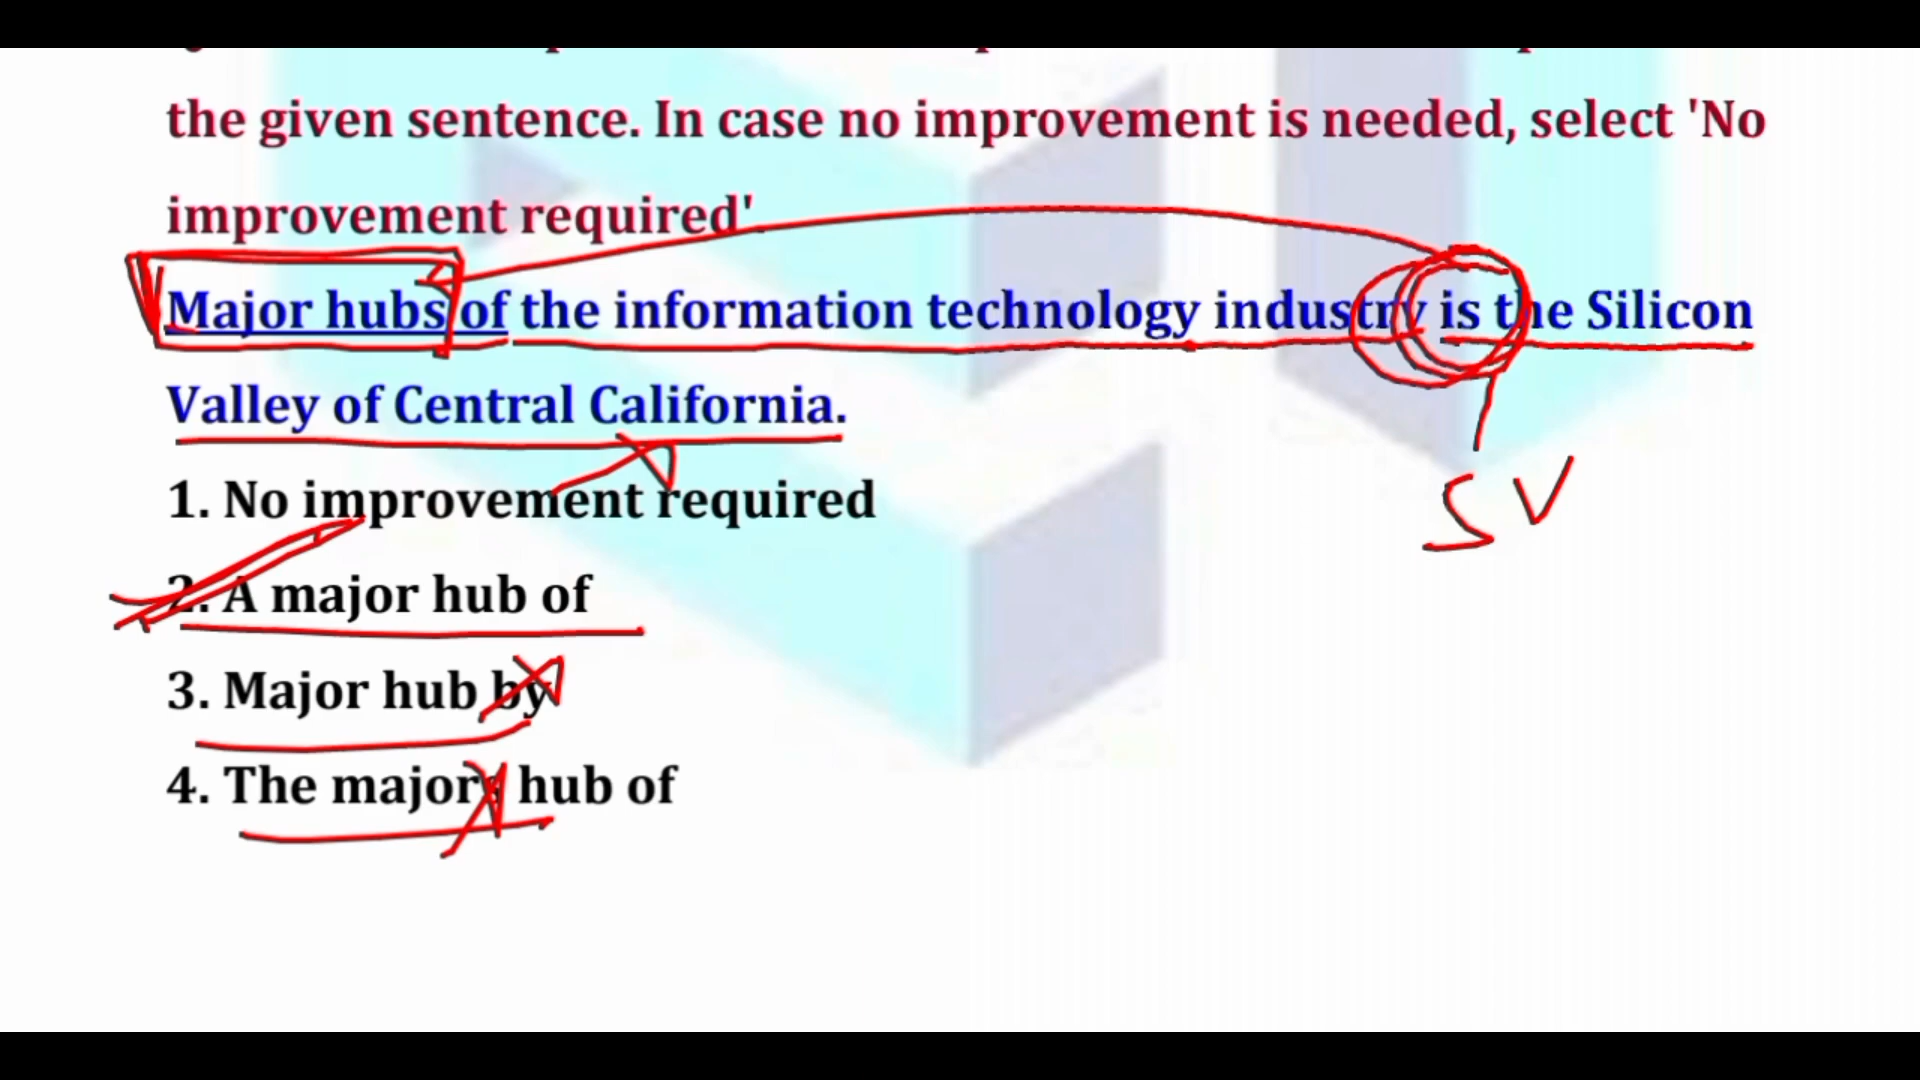 the given sentence. In case no improvement is needed, select 'No
improvement required'.
Major hubs of the information technology industry is the Silicon
Valley of Central California.
1. No improvement required
SV
2. A major hub of
3. Major hub by
4. The majors hub of